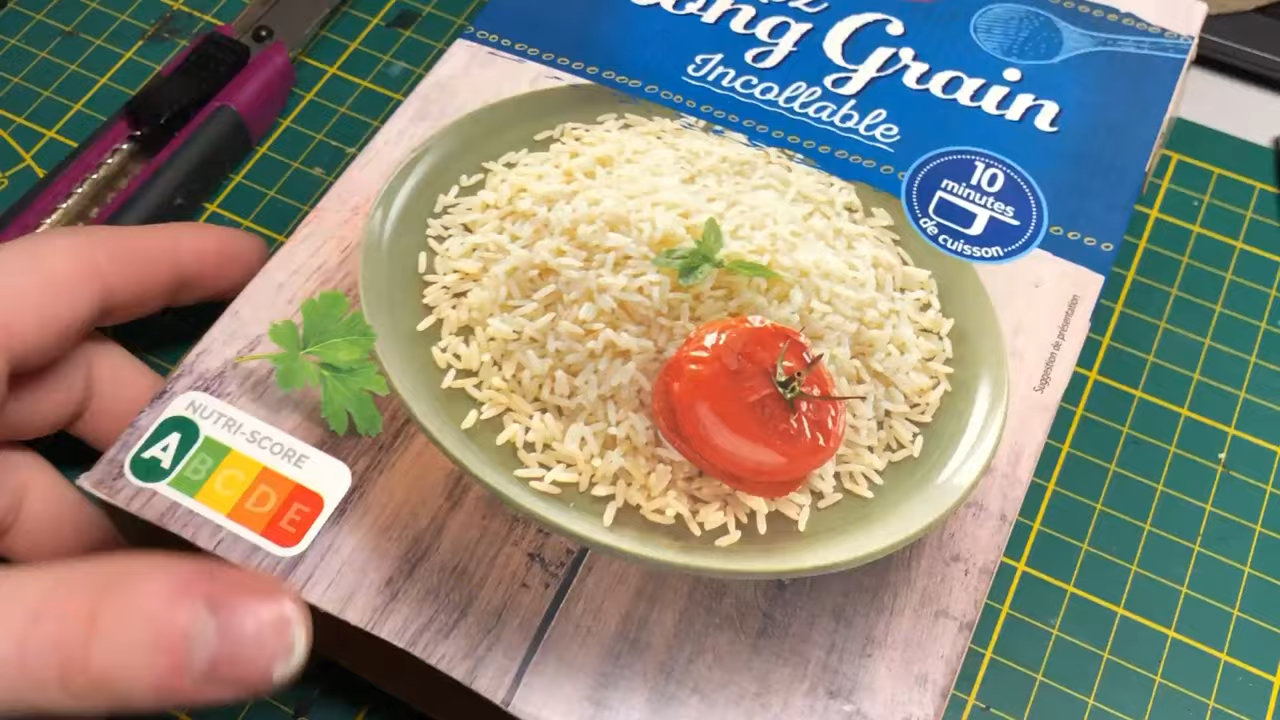 Long Grain
Incollable
10
minutes
de cuisson
Suggestion de présentation
NUTRI-SCORE
A B C D E